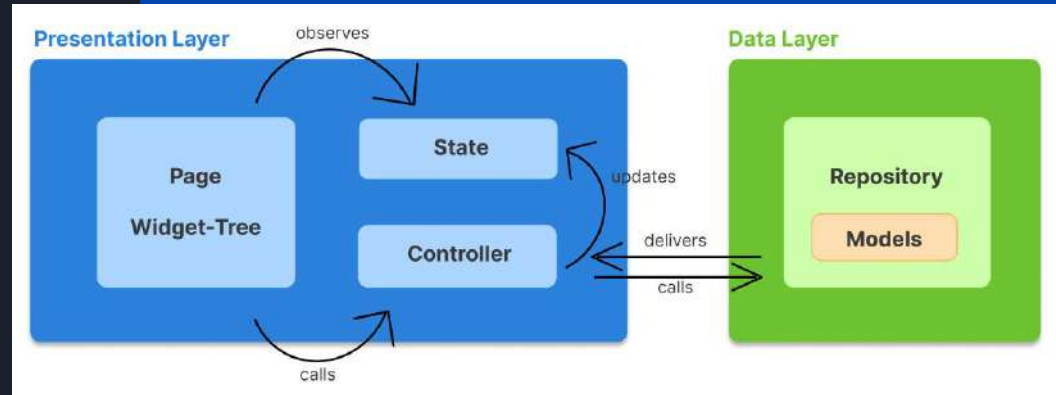 Presentation Layer
observes
Data Layer
Page
Widget-Tree
State
Controller
updates
delivers
calls
Repository
Models
calls